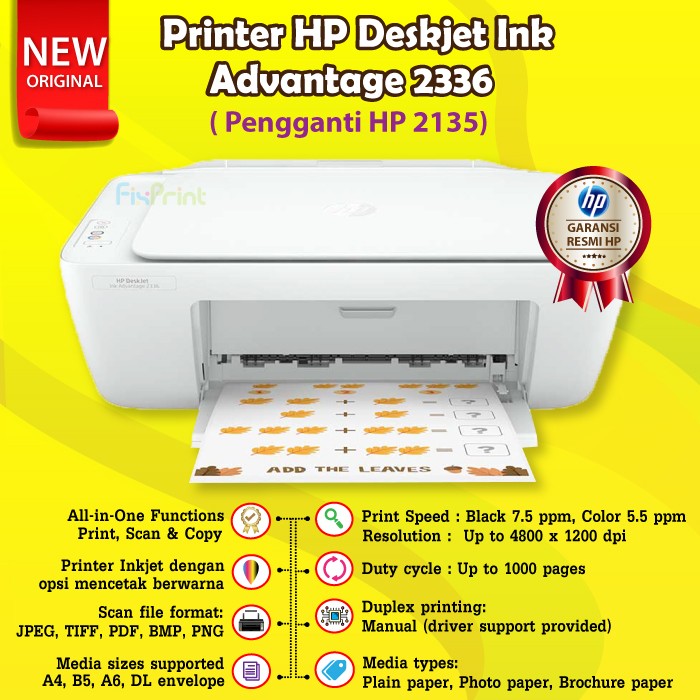 NEW
ORIGINAL
Printer HP Deskjet Ink
Advantage 2336
( Pengganti HP 2135)
FixPrint
hp
GARANSI
RESMI HP
hp
HP DeskJet
Ink Advantage 2336
+ = ?
+ = ?
+ = ?
ADD THE LEAVES
All-in-One Functions
Print, Scan & Copy
Printer Inkjet dengan
opsi mencetak berwarna
Scan file format:
JPEG, TIFF, PDF, BMP, PNG
Media sizes supported
A4, B5, A6, DL envelope
Print Speed : Black 7.5 ppm, Color 5.5 ppm
Resolution : Up to 4800 x 1200 dpi
Duty cycle : Up to 1000 pages
Duplex printing:
Manual (driver support provided)
Media types:
Plain paper, Photo paper, Brochure paper